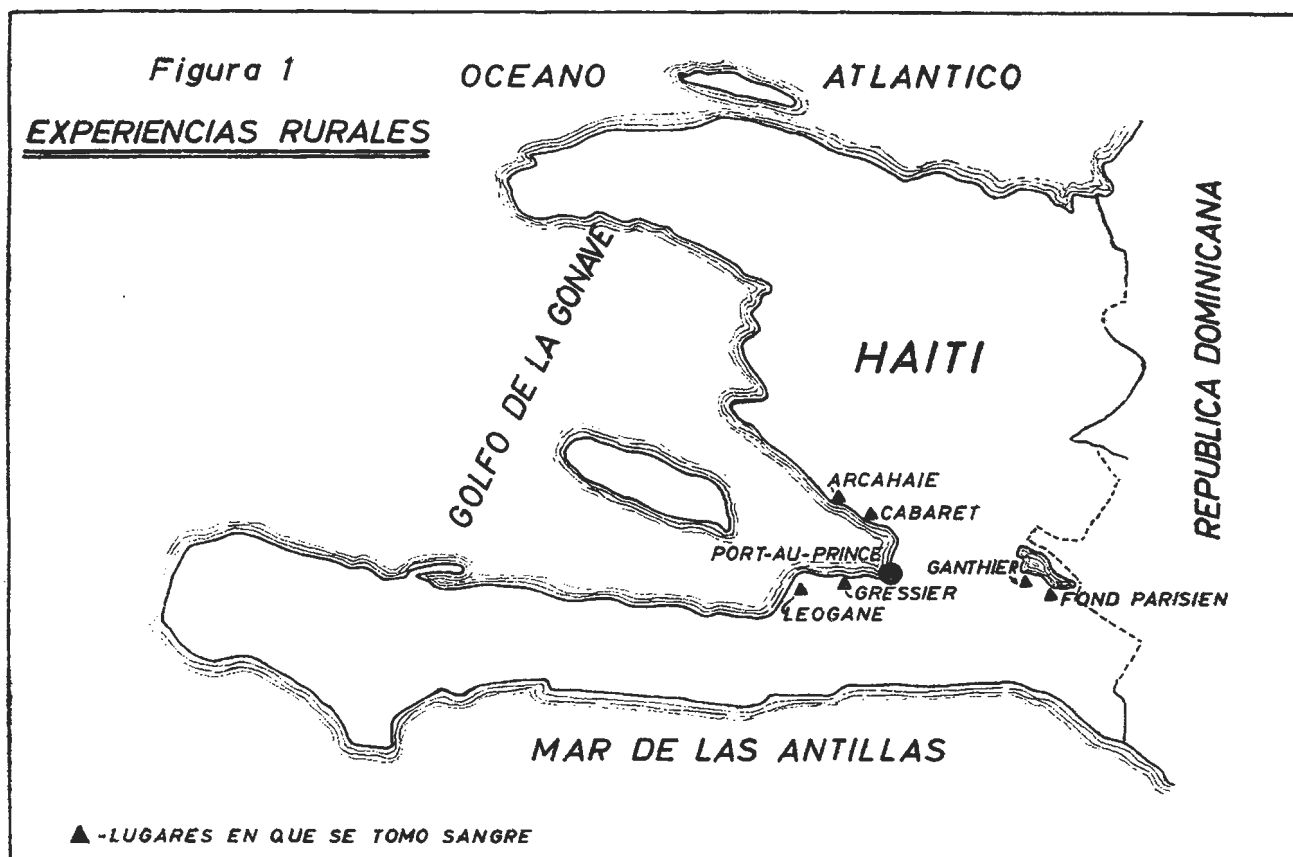 Figura 1
EXPERIENCIAS RURALES
OCEANO ATLANTICO
REPUBLICA DOMINICANA
GOLFO DE LA GONAVE
HAITI
ARCAHAIE
CABARET
PORT-AU-PRINCE
GANTHIER
GRESSIER
FOND PARISIEN
LEOGANE
MAR DE LAS ANTILLAS
▲ -LUGARES EN QUE SE TOMO SANGRE